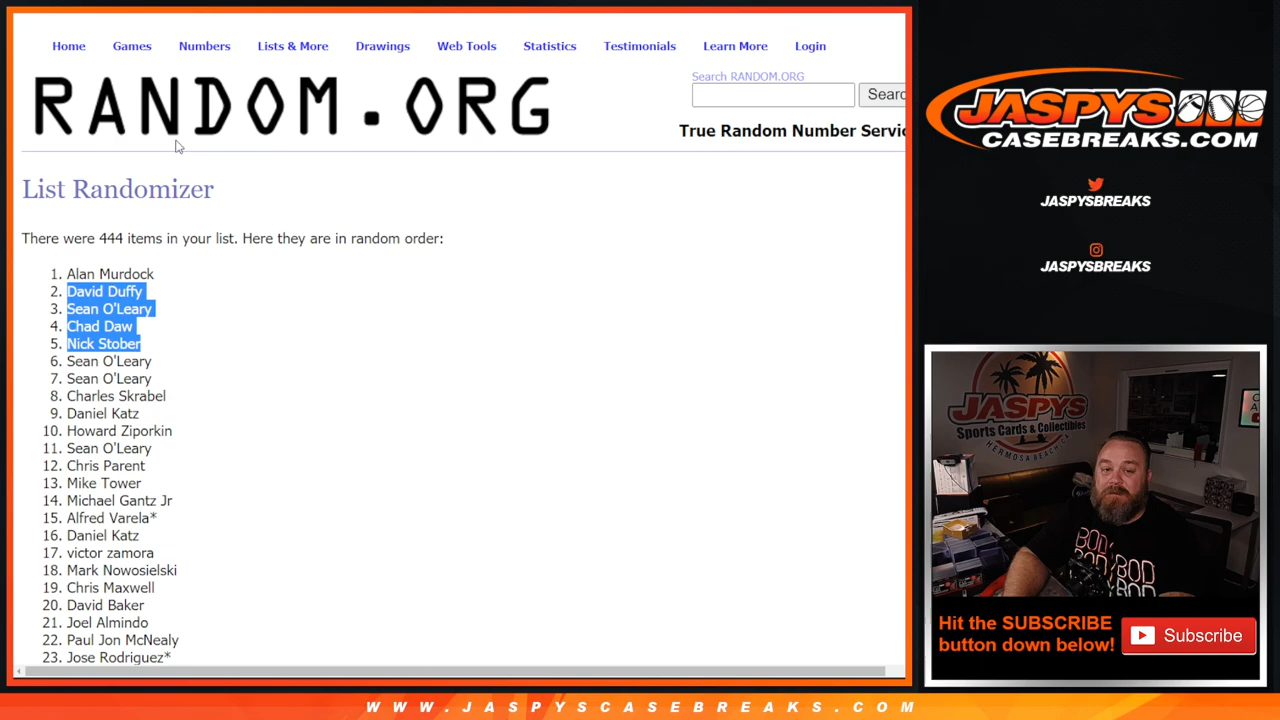 Home Games Numbers Lists & More Drawings Web Tools Statistics Testimonials Learn More Login
Search RANDOM.ORG
RANDOM.ORG
Searc
True Random Number Servic
List Randomizer
There were 444 items in your list. Here they are in random order:
1. Alan Murdock
2. David Duffy
3. Sean O'Leary
4. Chad Daw
5. Nick Stober
6. Sean O'Leary
7. Sean O'Leary
8. Charles Skrabel
9. Daniel Katz
10. Howard Ziporkin
11. Sean O'Leary
12. Chris Parent
13. Mike Tower
14. Michael Gantz Jr
15. Alfred Varela*
16. Daniel Katz
17. victor zamora
18. Mark Nowosielski
19. Chris Maxwell
20. David Baker
21. Joel Almindo
22. Paul Jon McNealy
23. Jose Rodriguez*
JASPYS
CASEBREAKS.COM
JASPYSBREAKS
JASPYSBREAKS
JASPYS
Sports Cards & Collectibles
HERMOSA BEACH, CA
BOD
BOD
BOD
Hit the SUBSCRIBE
button down below!
Subscribe
WWW.JASPYSCASEBREAKS.COM